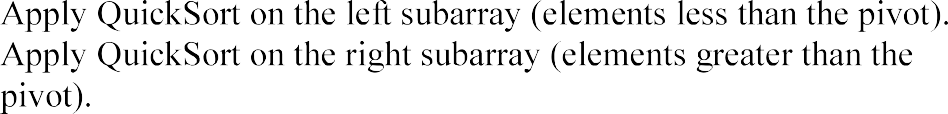 Apply QuickSort on the left subarray (elements less than the pivot).
Apply QuickSort on the right subarray (elements greater than the
pivot).